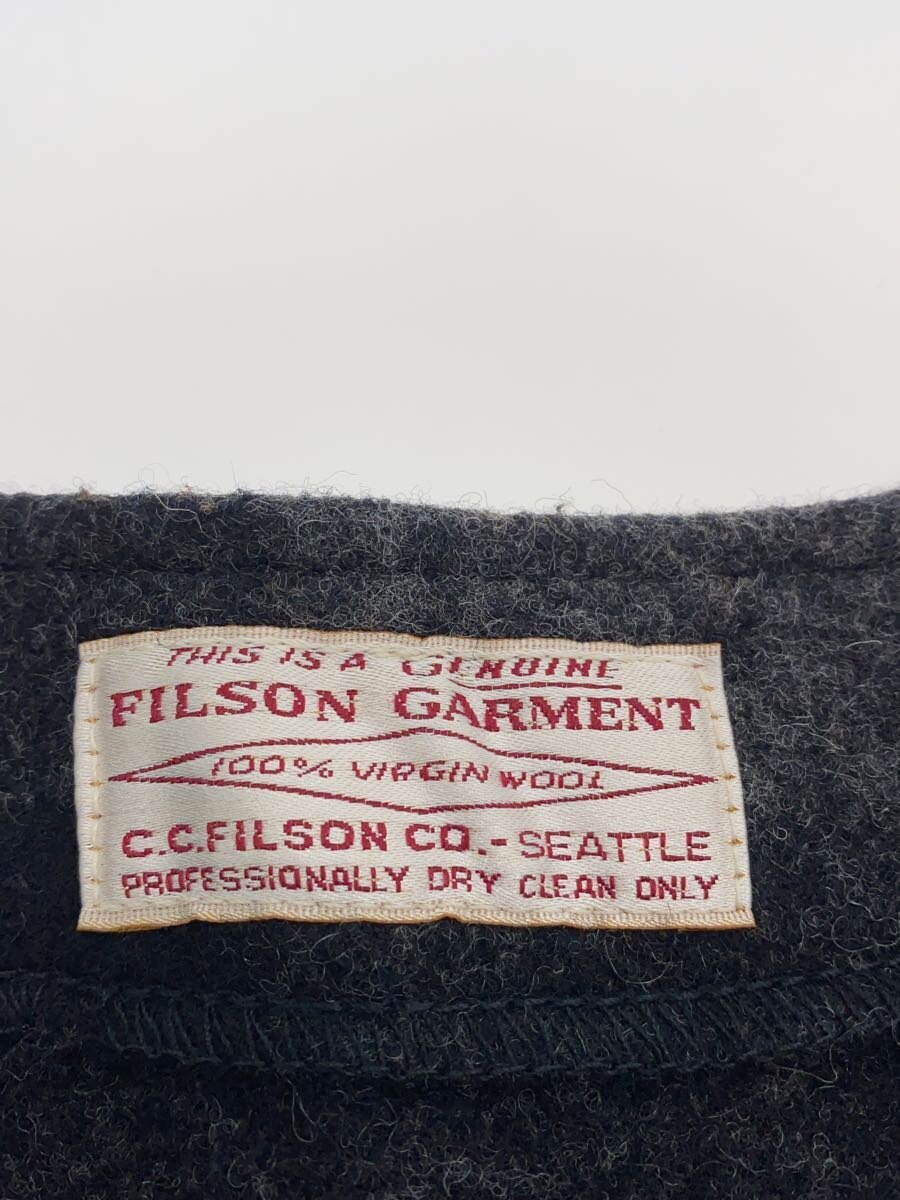 THIS IS A GENUINE
FILSON GARMENT
100% VIRGIN WOOL
C.C.FILSON CO.- SEATTLE
PROFESSIONALLY DRY CLEAN ONLY